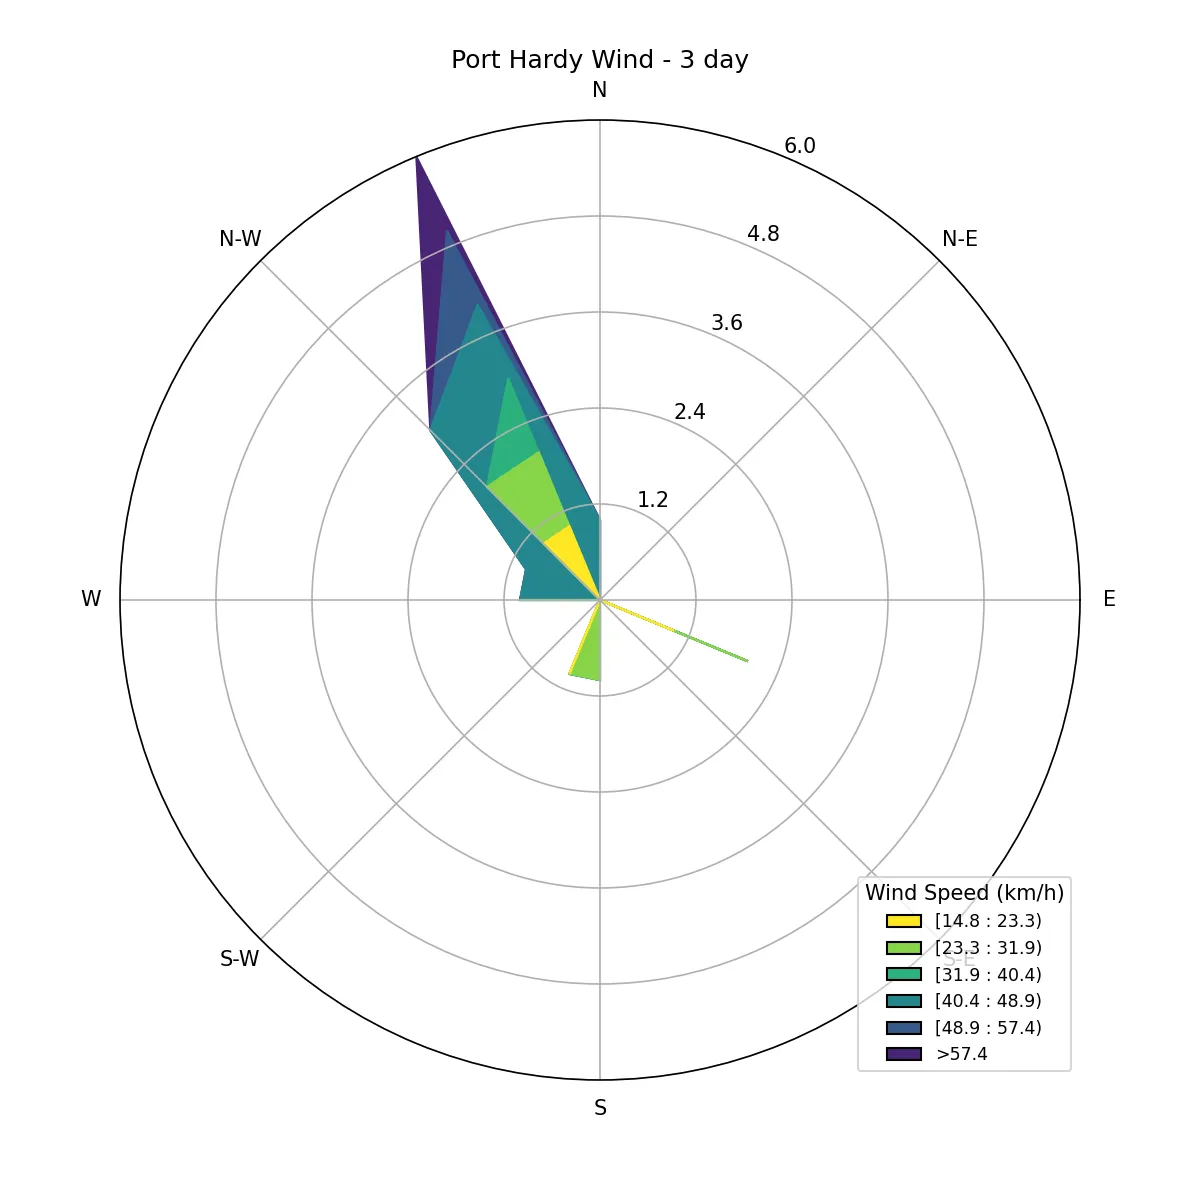 Port Hardy Wind - 3 day
N
6.0
N-W
4.8
N-E
3.6
2.4
1.2
W
E
Wind Speed (km/h)
[14.8 : 23.3)
[23.3 : 31.9)
S-W
S-E
[31.9 : 40.4)
[40.4 : 48.9)
[48.9 : 57.4)
>57.4
S